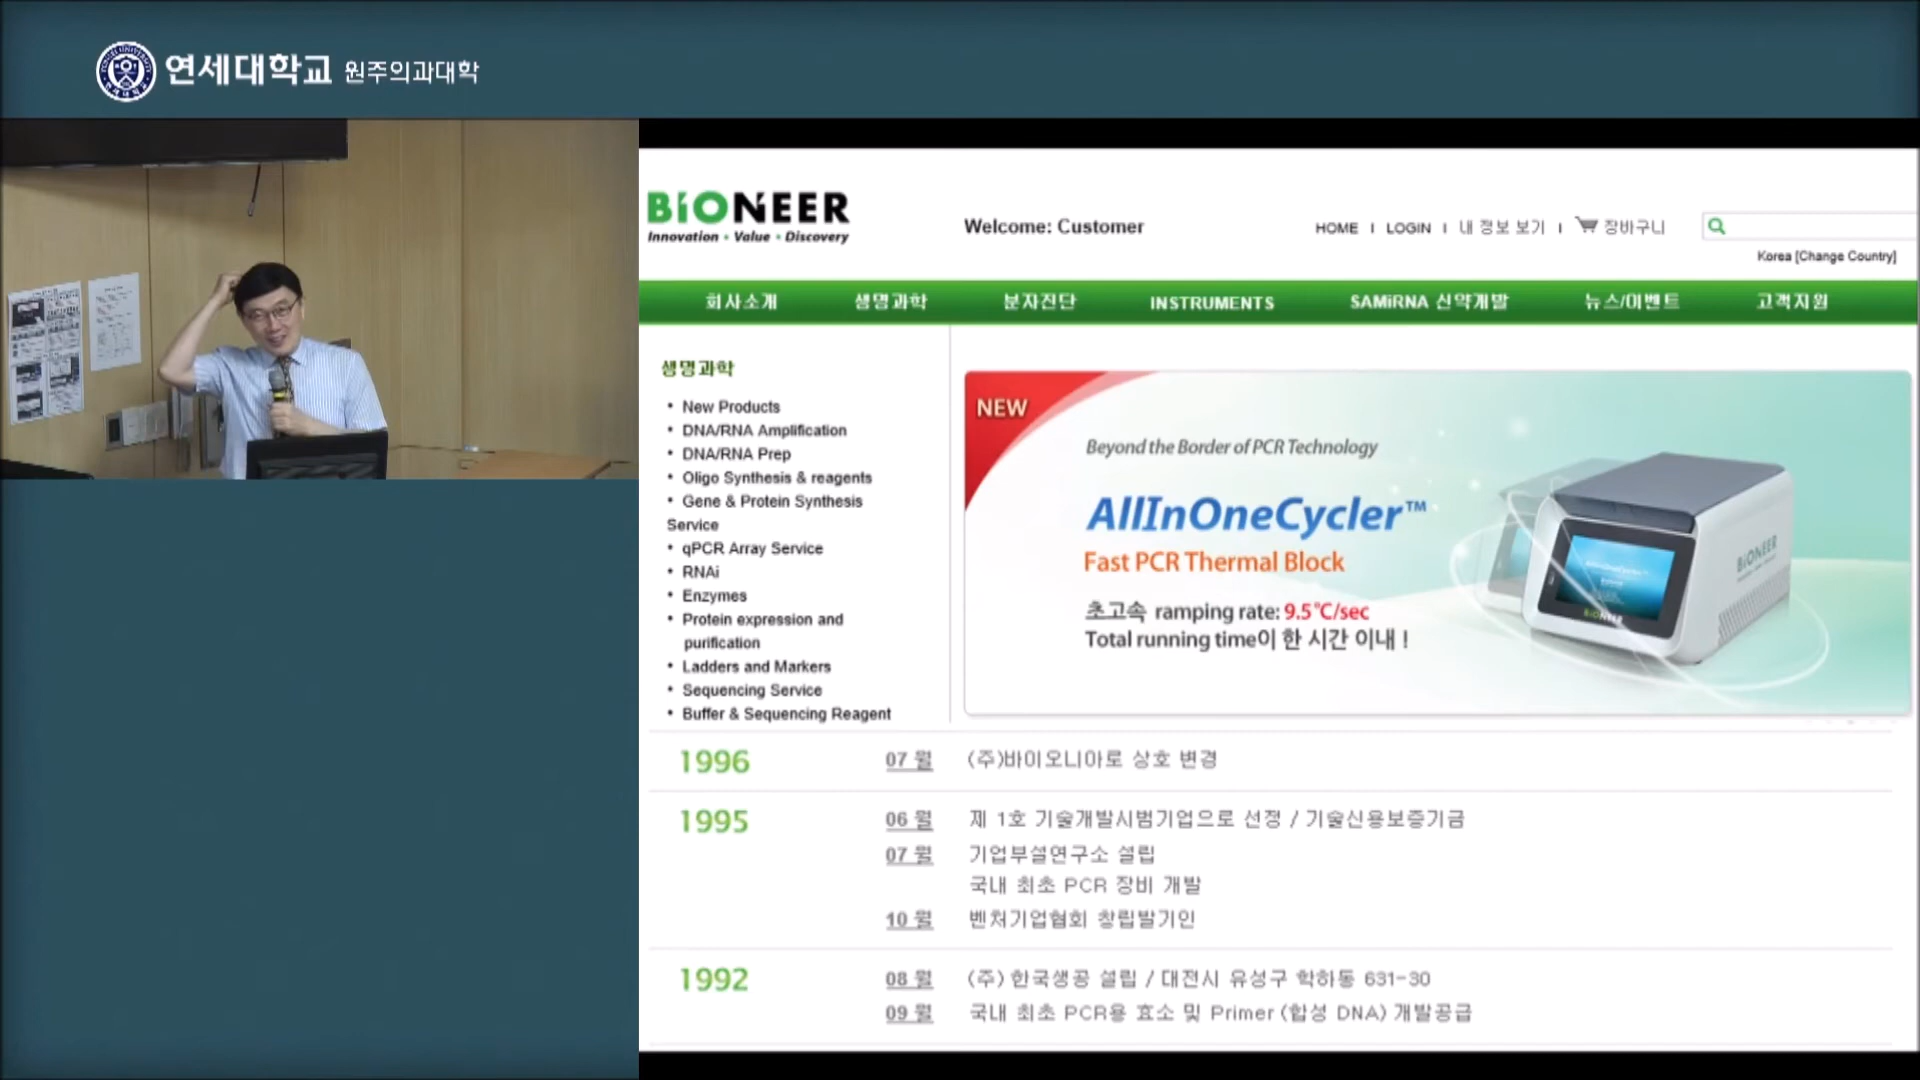 연세대학교 원주의과대학
BiONEER
Innovation • Value • Discovery
Welcome: Customer
HOME I LOGIN I 내 정보 보기 I 장바구니
Korea [Change Country]
회사소개 생명과학 분자진단 INSTRUMENTS SAMiRNA 신약개발 뉴스/이벤트 고객지원
생명과학
• New Products
• DNA/RNA Amplification
• DNA/RNA Prep
• Oligo Synthesis & reagents
• Gene & Protein Synthesis
Service
• qPCR Array Service
• RNAi
• Enzymes
• Protein expression and
purification
• Ladders and Markers
• Sequencing Service
• Buffer & Sequencing Reagent
NEW
Beyond the Border of PCR Technology
AllInOneCycler™
Fast PCR Thermal Block
초고속 ramping rate: 9.5℃/sec
Total running time이 한 시간 이내 !
BiONEER
1996 07 월 (주)바이오니아로 상호 변경
1995 06 월 제 1호 기술개발시범기업으로 선정 / 기술신용보증기금
07 월 기업부설연구소 설립
국내 최초 PCR 장비 개발
10 월 벤처기업협회 창립발기인
1992 08 월 (주) 한국생공 설립 / 대전시 유성구 학하동 631-30
09 월 국내 최초 PCR용 효소 및 Primer (합성 DNA) 개발공급